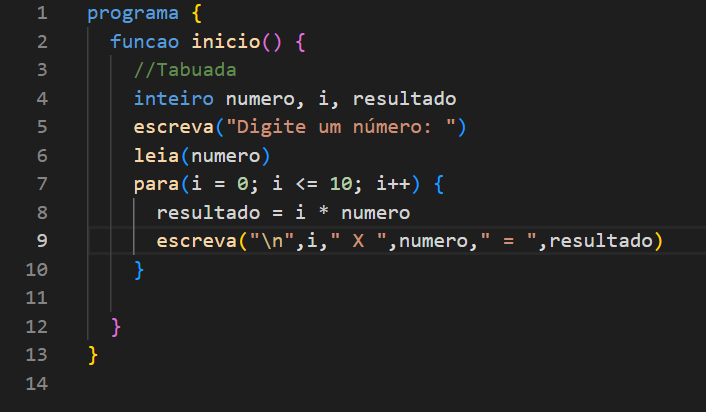 1 programa {
2 funcao inicio() {
3 //Tabuada
4 inteiro numero, i, resultado
5 escreva("Digite um número: ")
6 leia(numero)
7 para(i = 0; i <= 10; i++) {
8 resultado = i * numero
9 escreva("\n",i," X ",numero," = ",resultado)
10 }
11
12 }
13 }
14